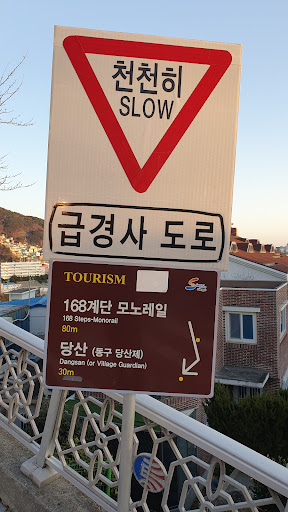 천천히
SLOW
급경사 도로
TOURISM
168계단 모노레일
168 Steps-Monorail
80m
당산 (동구 당산제)
Dangsan (or Village Guardian)
30m